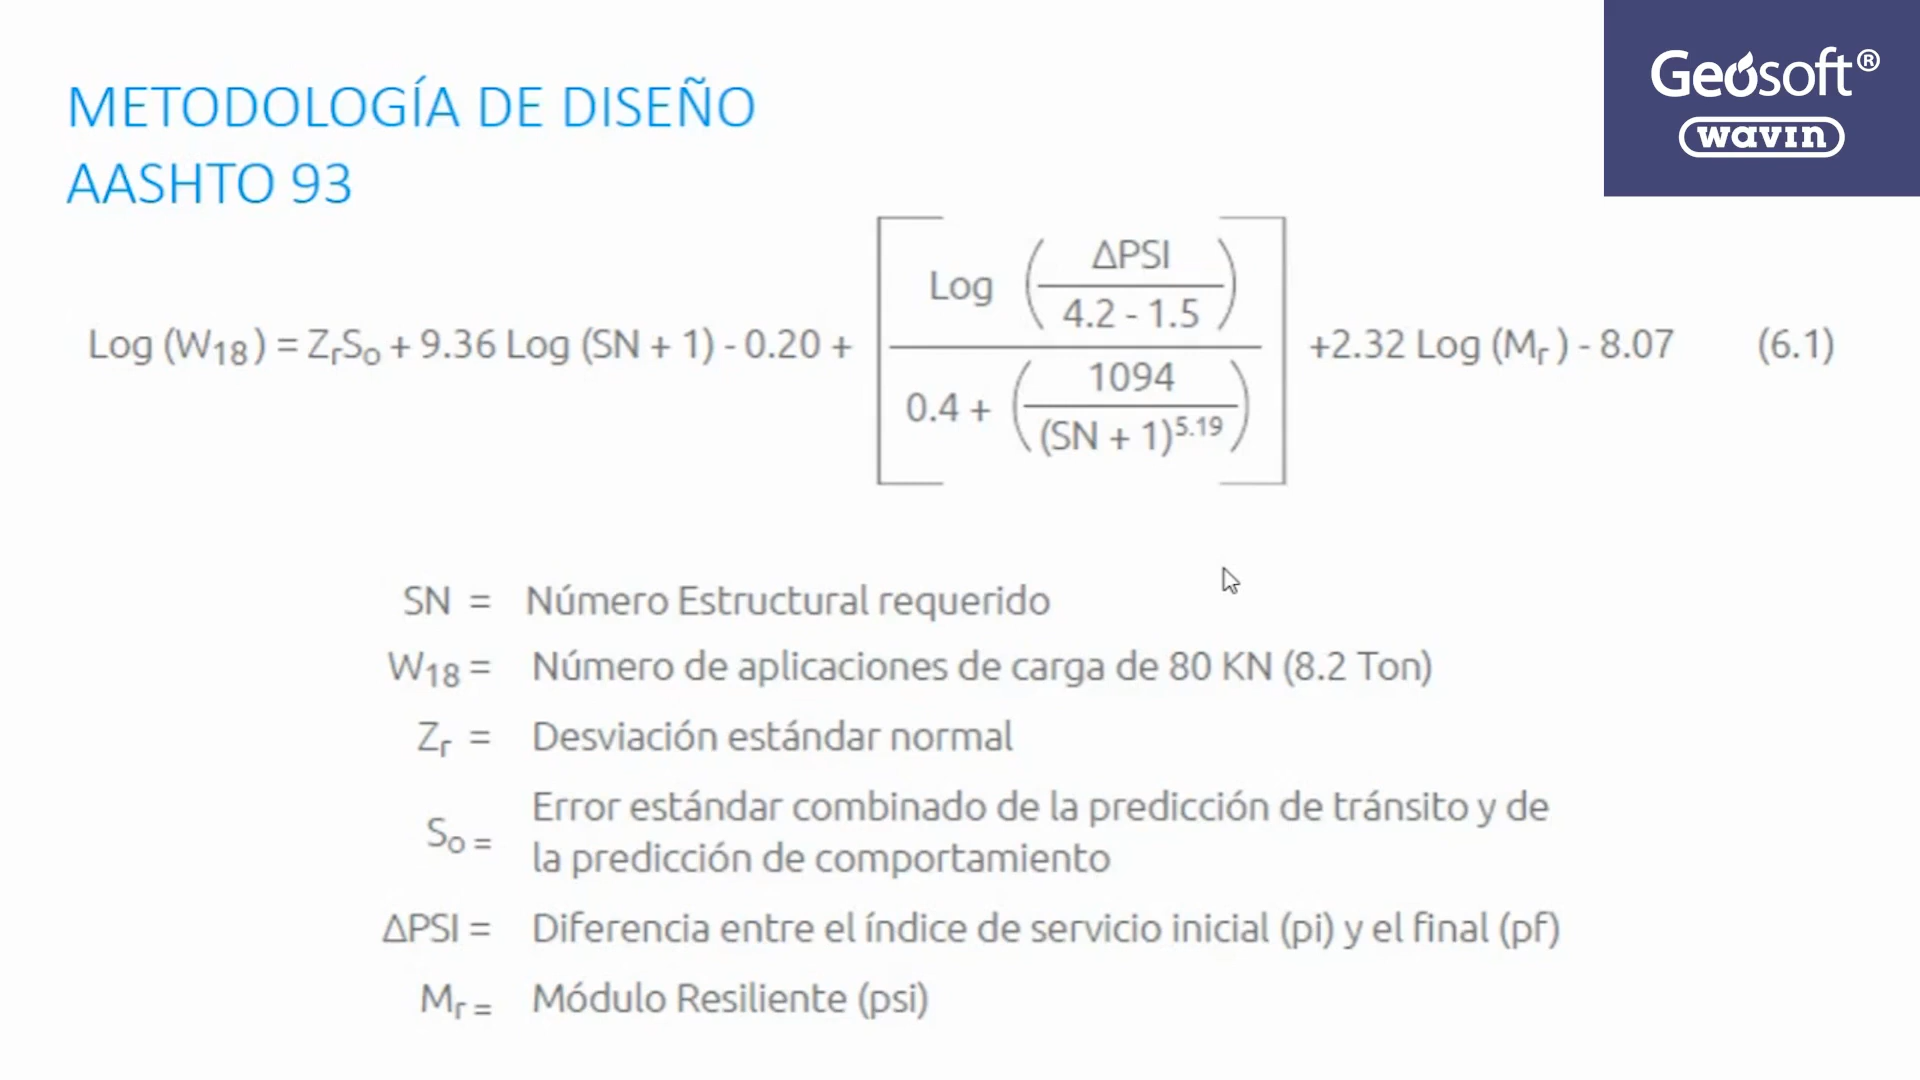 Geosoft®
wavin
METODOLOGÍA DE DISEÑO
AASHTO 93
Log (W18) = ZrSo + 9.36 Log (SN + 1) - 0.20 + [ Log ( ΔPSI / 4.2 - 1.5 ) / 0.4 + ( 1094 / (SN + 1)^5.19 ) ] +2.32 Log (Mr) - 8.07 (6.1)
SN = Número Estructural requerido
W18 = Número de aplicaciones de carga de 80 KN (8.2 Ton)
Zr = Desviación estándar normal
So = Error estándar combinado de la predicción de tránsito y de
la predicción de comportamiento
ΔPSI = Diferencia entre el índice de servicio inicial (pi) y el final (pf)
Mr = Módulo Resiliente (psi)